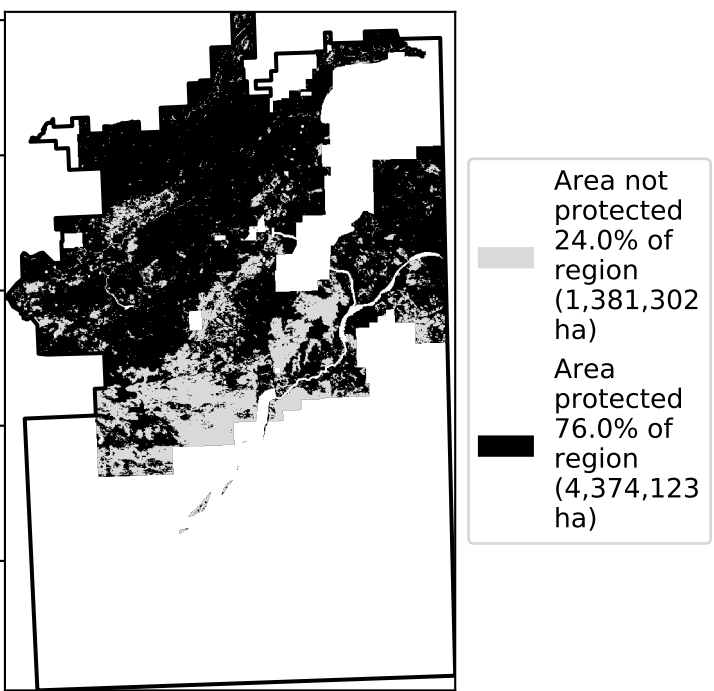 Area not
protected
24.0% of
region
(1,381,302
ha)
Area
protected
76.0% of
region
(4,374,123
ha)